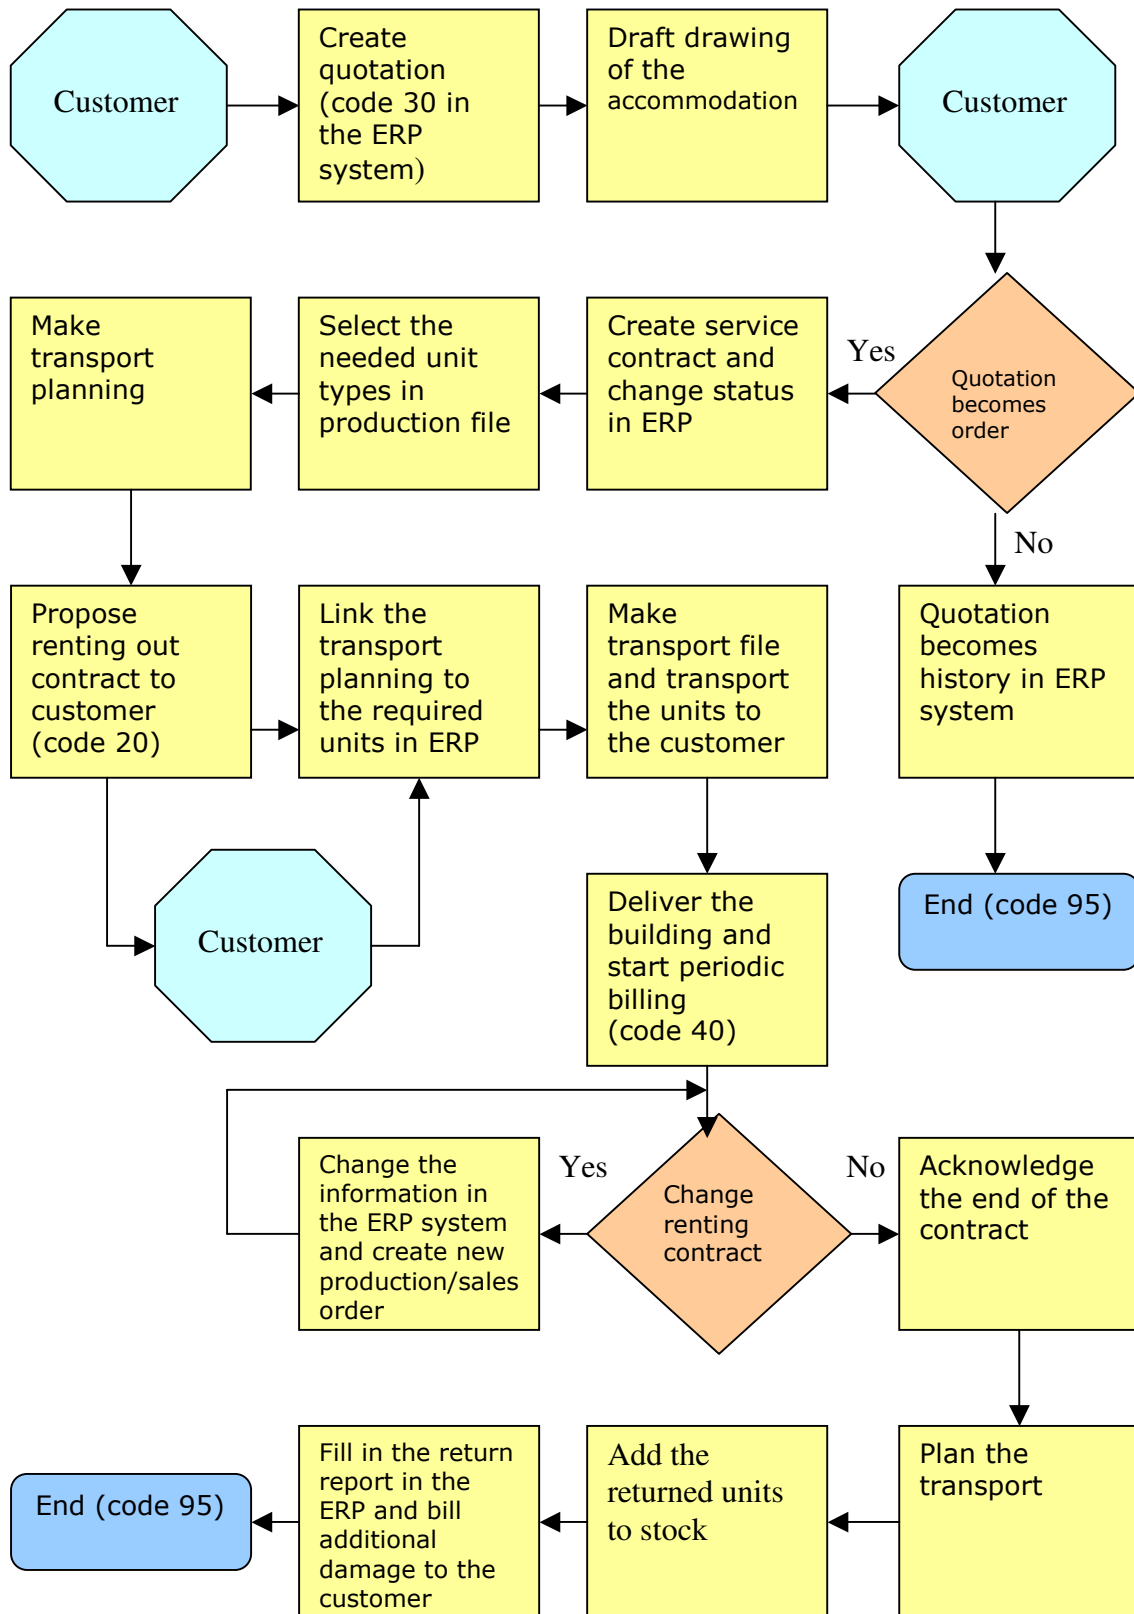 Customer
Create
quotation
(code 30 in
the ERP
system)
Draft drawing
of the
accommodation
Customer
Make
transport
planning
Select the
needed unit
types in
production file
Create service
contract and
change status
in ERP
Yes
Quotation
becomes
order
No
Propose
renting out
contract to
customer
(code 20)
Link the
transport
planning to
the required
units in ERP
Make
transport file
and transport
the units to
the customer
Quotation
becomes
history in ERP
system
Customer
Deliver the
building and
start periodic
billing
(code 40)
End (code 95)
Change the
information in
the ERP system
and create new
production/sales
order
Yes
Change
renting
contract
No
Acknowledge
the end of the
contract
End (code 95)
Fill in the return
report in the
ERP and bill
additional
damage to the
customer
Add the
returned units
to stock
Plan the
transport